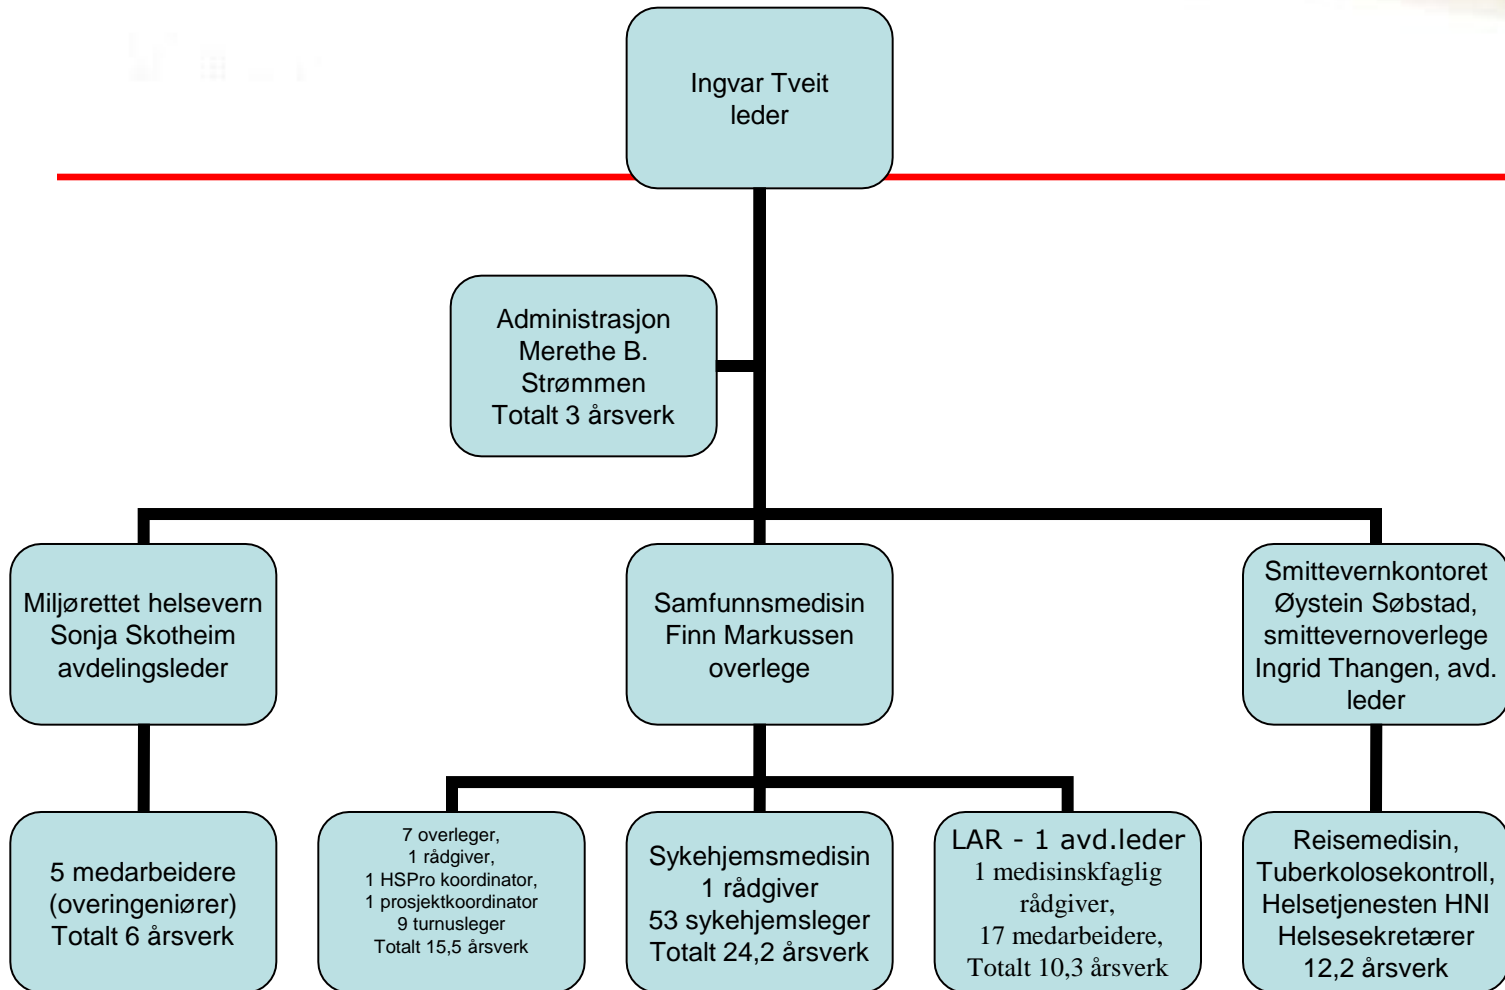 Ingvar Tveit
leder
Administrasjon
Merethe B.
Strømmen
Totalt 3 årsverk
Miljørettet helsevern
Sonja Skotheim
avdelingsleder
Samfunnsmedisin
Finn Markussen
overlege
Smittevernkontoret
Øystein Søbstad,
smittevernoverlege
Ingrid Thangen, avd.
leder
5 medarbeidere
(overingeniører)
Totalt 6 årsverk
7 overleger,
1 rådgiver,
1 HSPro koordinator,
1 prosjektkoordinator
9 turnusleger
Totalt 15,5 årsverk
Sykehjemsmedisin
1 rådgiver
53 sykehjemsleger
Totalt 24,2 årsverk
LAR - 1 avd.leder
1 medisinskfaglig
rådgiver,
17 medarbeidere,
Totalt 10,3 årsverk
Reisemedisin,
Tuberkolosekontroll,
Helsetjenesten HNI
Helsesekretærer
12,2 årsverk